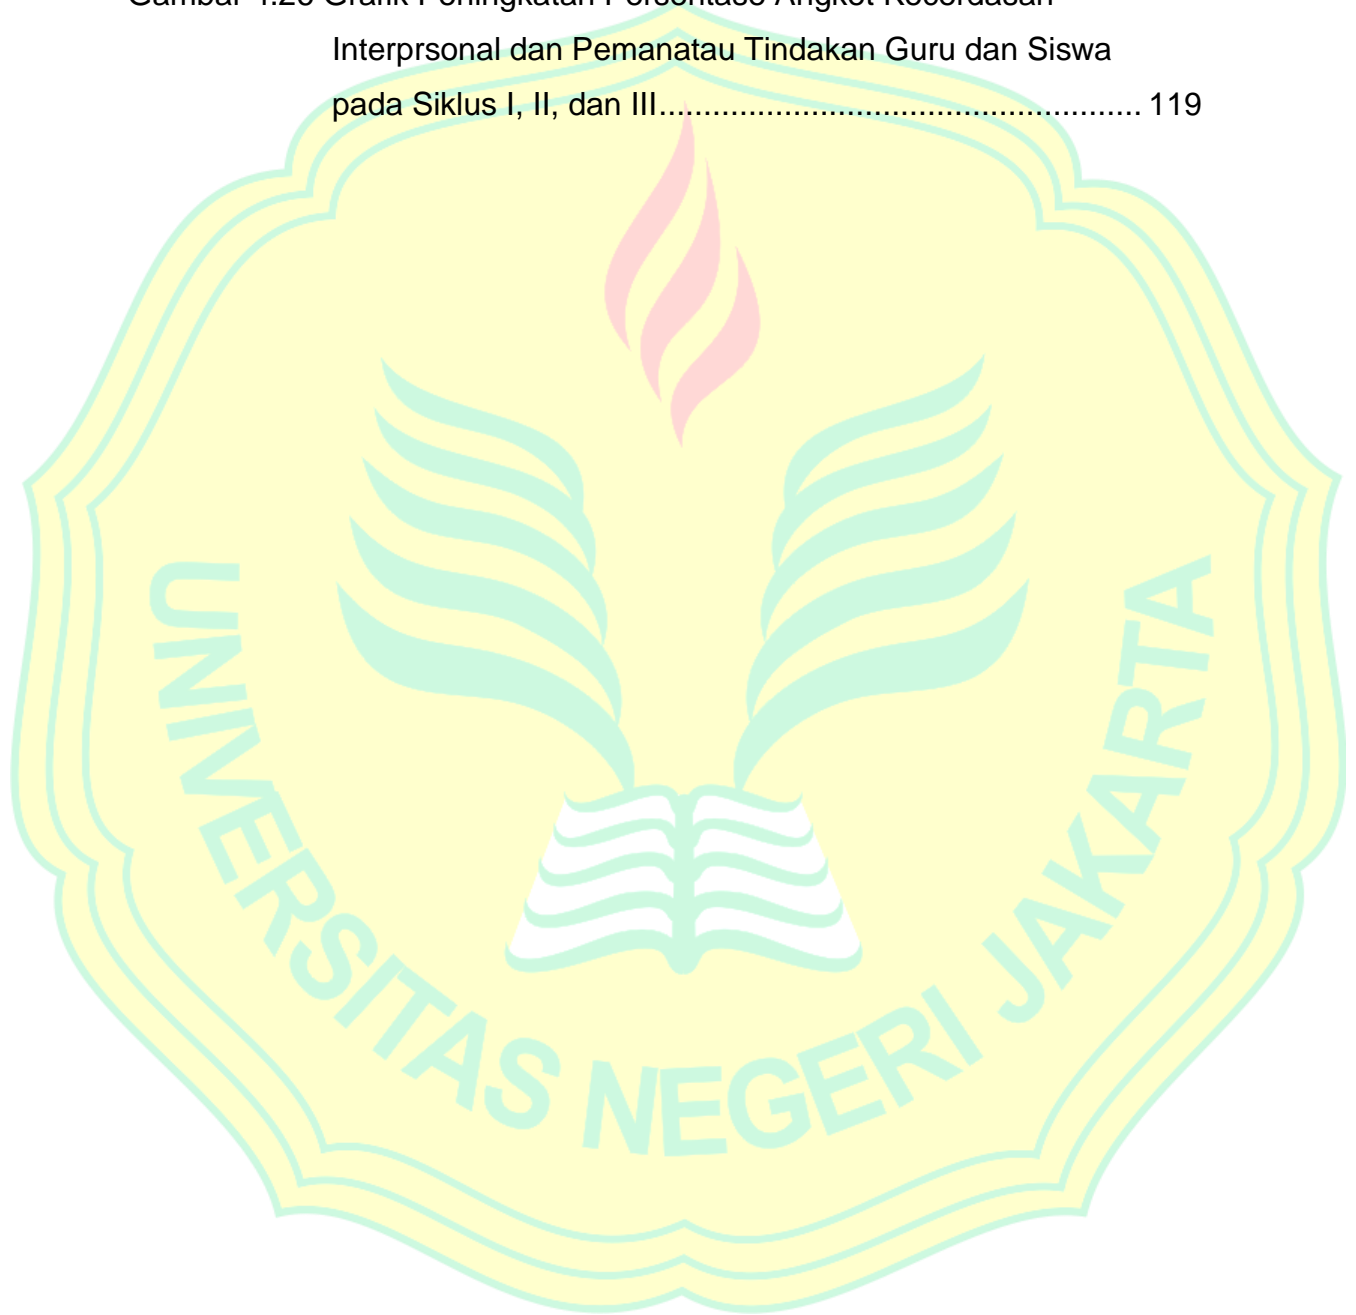 Gambar Grafik Peningkatan Persentase Angket Kecerdasan
Interprsonal dan Pemanatau Tindakan Guru dan Siswa
pada Siklus I, II, dan III...................................................... 119
UNIVERSITAS NEGERI JAKARTA